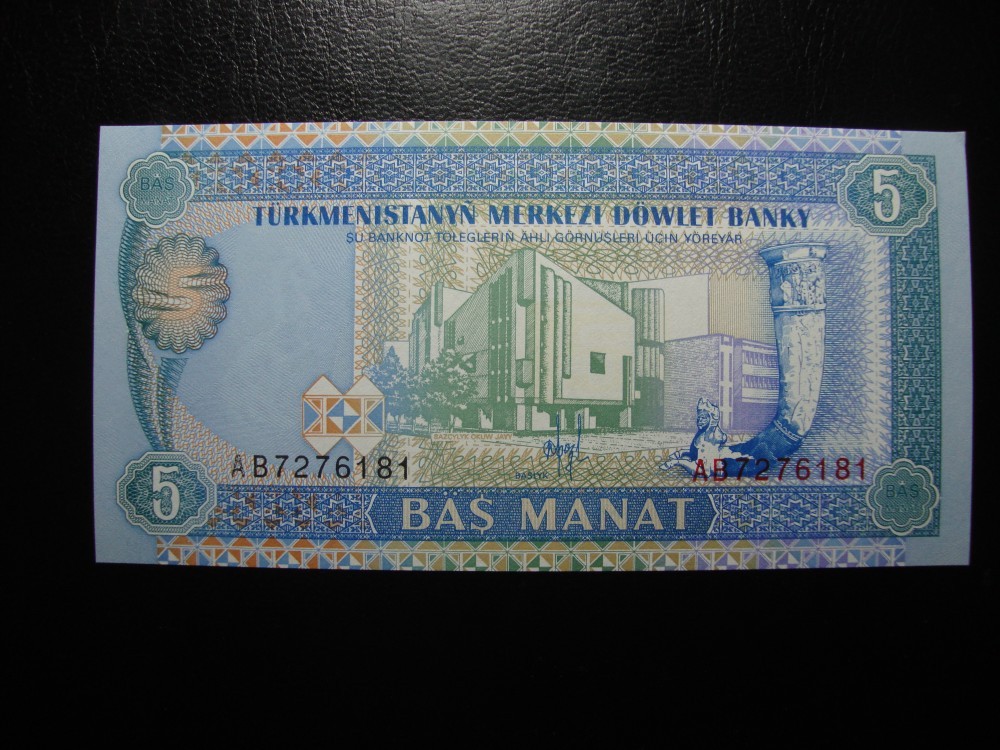 BAŞ
5
TÜRKMENISTANYŇ MERKEZI DÖWLET BANKY
ŞU BANKNOT TÖLEGLERIŇ ÄHLI GÖRNÜŞLERI ÜÇIN ÝÖREÝÄR
AB7276181
AB7276181
5
BAŞ MANAT
BAŞ